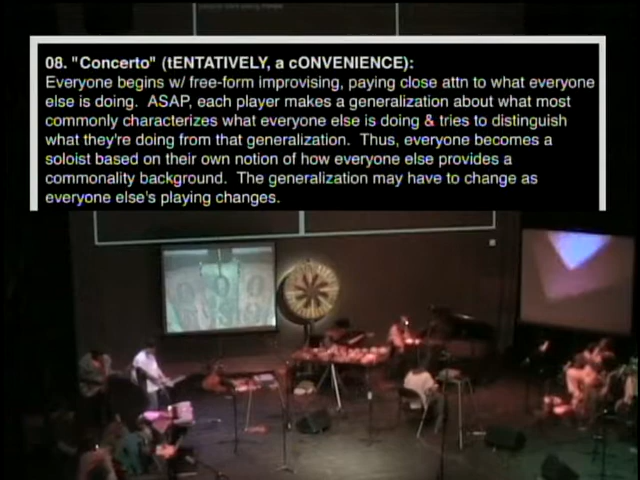 08. "Concerto" (tENTATIVELY, a cONVENIENCE):
Everyone begins w/ free-form improvising, paying close attn to what everyone
else is doing.  ASAP, each player makes a generalization about what most
commonly characterizes what everyone else is doing & tries to distinguish
what they're doing from that generalization.  Thus, everyone becomes a
soloist based on their own notion of how everyone else provides a
commonality background.  The generalization may have to change as
everyone else's playing changes.